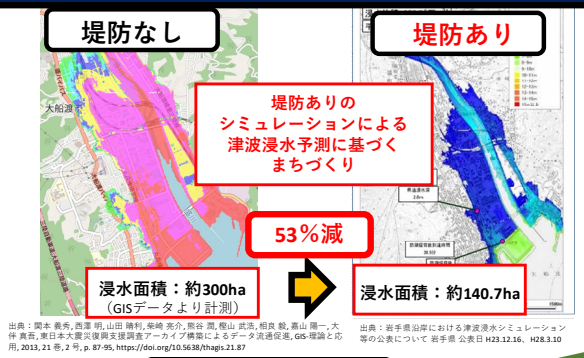 堤防なし
堤防あり
大船渡
堤防ありの
シミュレーションによる
津波浸水予測に基づく
まちづくり
53%減
浸水面積：約300ha
（GISデータより計測）
浸水面積：約140.7ha
出典：関本 義秀,西澤 明,山田 晴利,柴崎 亮介,熊谷 潤,樫山 武浩,相良 毅,嘉山 陽一,大
伴 真吾,東日本大震災復興支援調査アーカイブ構築によるデータ流通促進, GIS-理論と応
用, 2013, 21 巻, 2 号, p. 87-95, https://doi.org/10.5638/thagis.21.87
出典：岩手県沿岸における津波浸水シミュレーション
等の公表について 岩手県 公表日 H23.12.16、H28.3.10